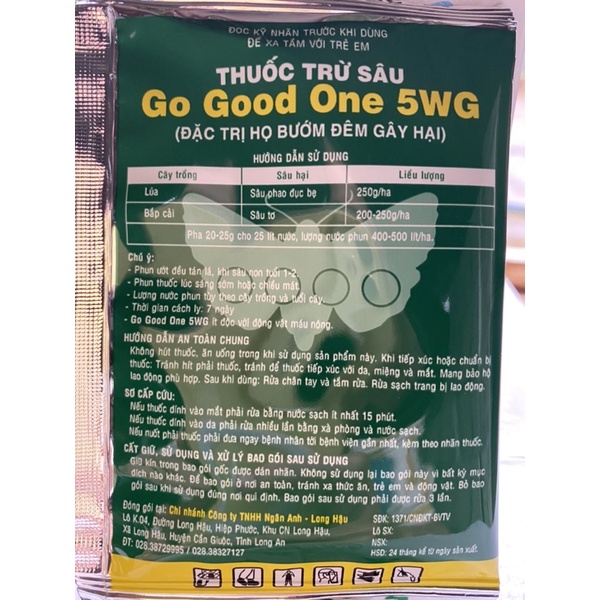 ĐỌC KỸ NHÃN TRƯỚC KHI DÙNG
ĐỂ XA TẦM VỚI TRẺ EM
THUỐC TRỪ SÂU
Go Good One 5WG
(ĐẶC TRỊ HỌ BƯỚM ĐÊM GÂY HẠI)
HƯỚNG DẪN SỬ DỤNG
Cây trồng Sâu hại Liều lượng
Lúa Sâu phao đục bẹ 250g/ha
Bắp cải Sâu tơ 200-250g/ha
Pha 20-25g cho 25 lít nước, lượng nước phun 400-500 lít/ha.
Chú ý:
- Phun ướt đều tán lá, khi sâu non tuổi 1-2.
- Phun thuốc lúc sáng sớm hoặc chiều mát.
- Lượng nước phun tùy theo cây trồng và tuổi cây.
- Thời gian cách ly: 7 ngày
- Go Good One 5WG ít độc với động vật máu nóng.
HƯỚNG DẪN AN TOÀN CHUNG
Không hút thuốc, ăn uống trong khi sử dụng sản phẩm này. Khi tiếp xúc hoặc chuẩn bị
thuốc: Tránh hít phải thuốc, tránh để thuốc tiếp xúc với da, miệng và mắt. Mang bảo hộ
lao động phù hợp. Sau khi dùng: Rửa chân tay và tắm rửa. Rửa sạch trang bị lao động.
SƠ CẤP CỨU:
Nếu thuốc dính vào mắt phải rửa bằng nước sạch ít nhất 15 phút.
Nếu thuốc dính vào da phải rửa nhiều lần bằng xà phòng và nước sạch.
Nếu nuốt phải thuốc phải đưa ngay bệnh nhân tới bệnh viện gần nhất, kèm theo nhãn thuốc.
CẤT GIỮ, SỬ DỤNG VÀ XỬ LÝ BAO GÓI SAU SỬ DỤNG
Giữ kín trong bao gói gốc được dán nhãn. Không sử dụng lại bao gói này vì bất kỳ mục
đích nào khác. Để bao gói ở nơi an toàn, tránh xa thức ăn, trẻ em và động vật. Bỏ bao
gói sau khi sử dụng đúng nơi qui định. Bao gói sau sử dụng phải được rửa 3 lần.
Đóng gói tại: Chi nhánh Công ty TNHH Ngân Anh - Long Hậu
Lô K.04, Đường Long Hậu, Hiệp Phước, Khu CN Long Hậu,
Xã Long Hậu, Huyện Cần Giuộc, Tỉnh Long An
ĐT: 028.38729995 / 028.38327127
SĐK: 1371/CNĐKT-BVTV
Lô SX:
NSX:
HSD: 24 tháng kể từ ngày sản xuất.